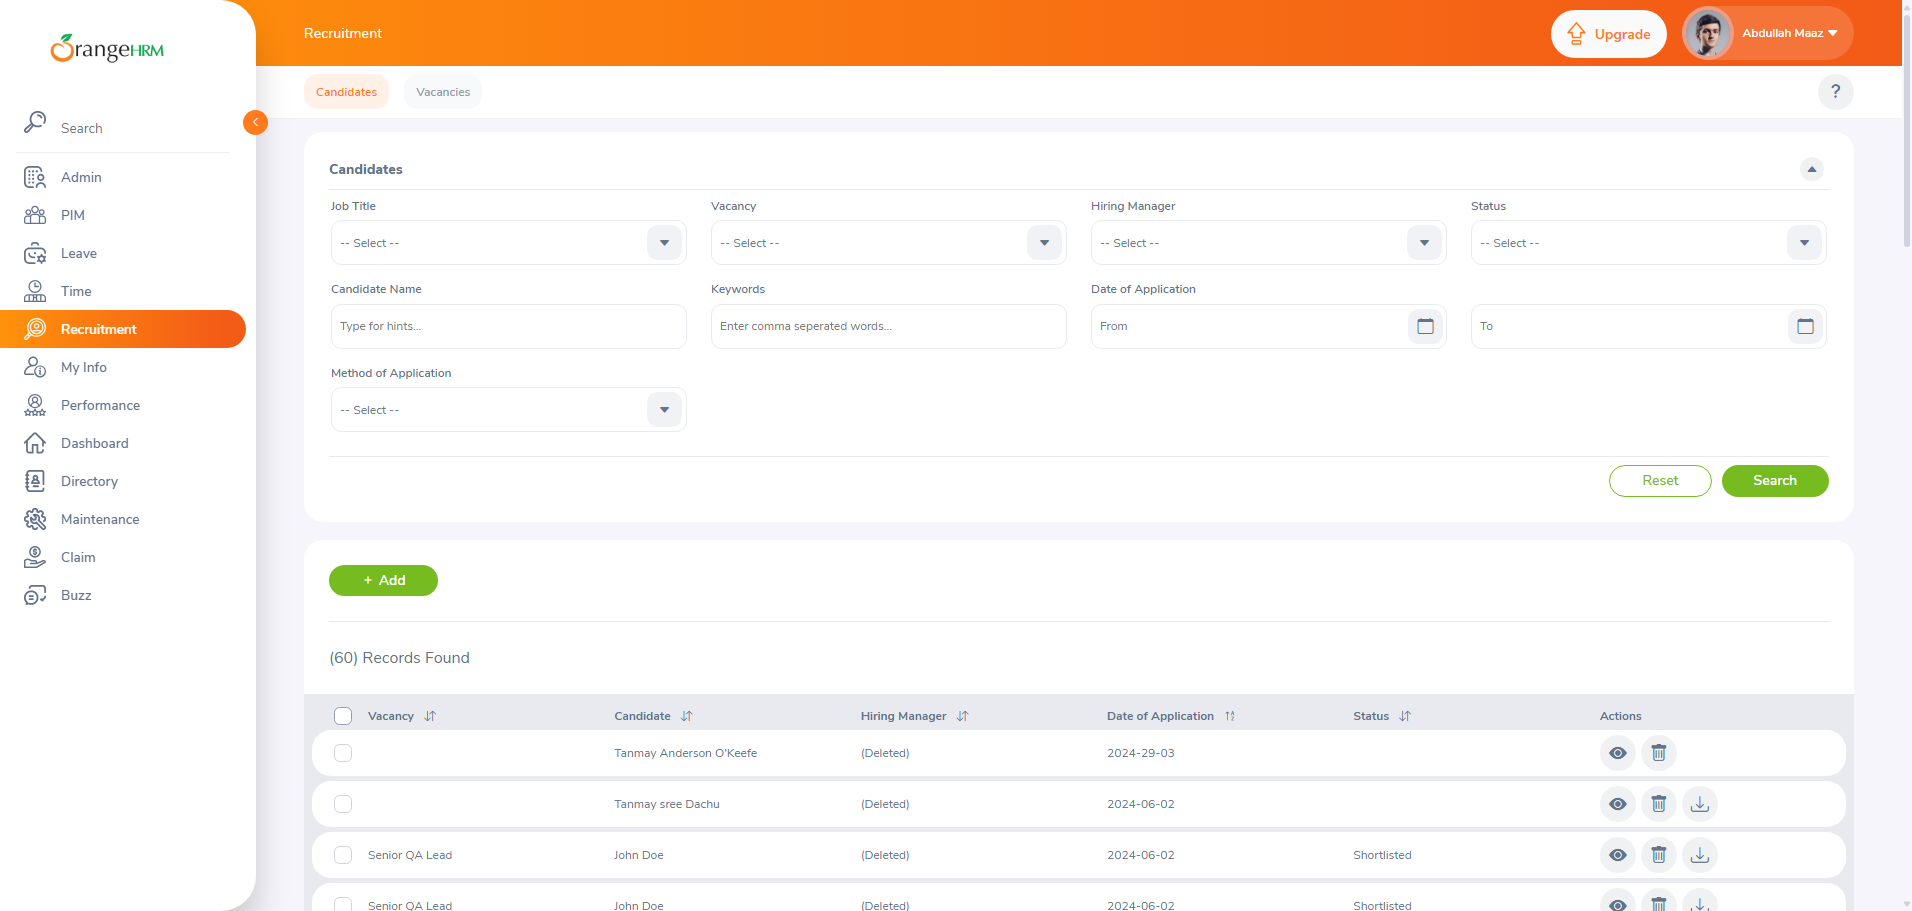 OrangeHRM
Recruitment
Upgrade
Abdullah Maaz
Candidates
Vacancies
?
Search
Admin
PIM
Leave
Time
Recruitment
My Info
Performance
Dashboard
Directory
Maintenance
Claim
Buzz
Candidates
Job Title
Vacancy
Hiring Manager
Status
-- Select --
-- Select --
-- Select --
-- Select --
Candidate Name
Keywords
Date of Application
Type for hints...
Enter comma seperated words...
From
To
Method of Application
-- Select --
Reset
Search
+ Add
(60) Records Found
Vacancy
Candidate
Hiring Manager
Date of Application
Status
Actions
Tanmay Anderson O'Keefe (Deleted) 2024-29-03
Tanmay sree Dachu (Deleted) 2024-06-02
Senior QA Lead John Doe (Deleted) 2024-06-02 Shortlisted
Senior QA Lead John Doe (Deleted) 2024-06-02 Shortlisted